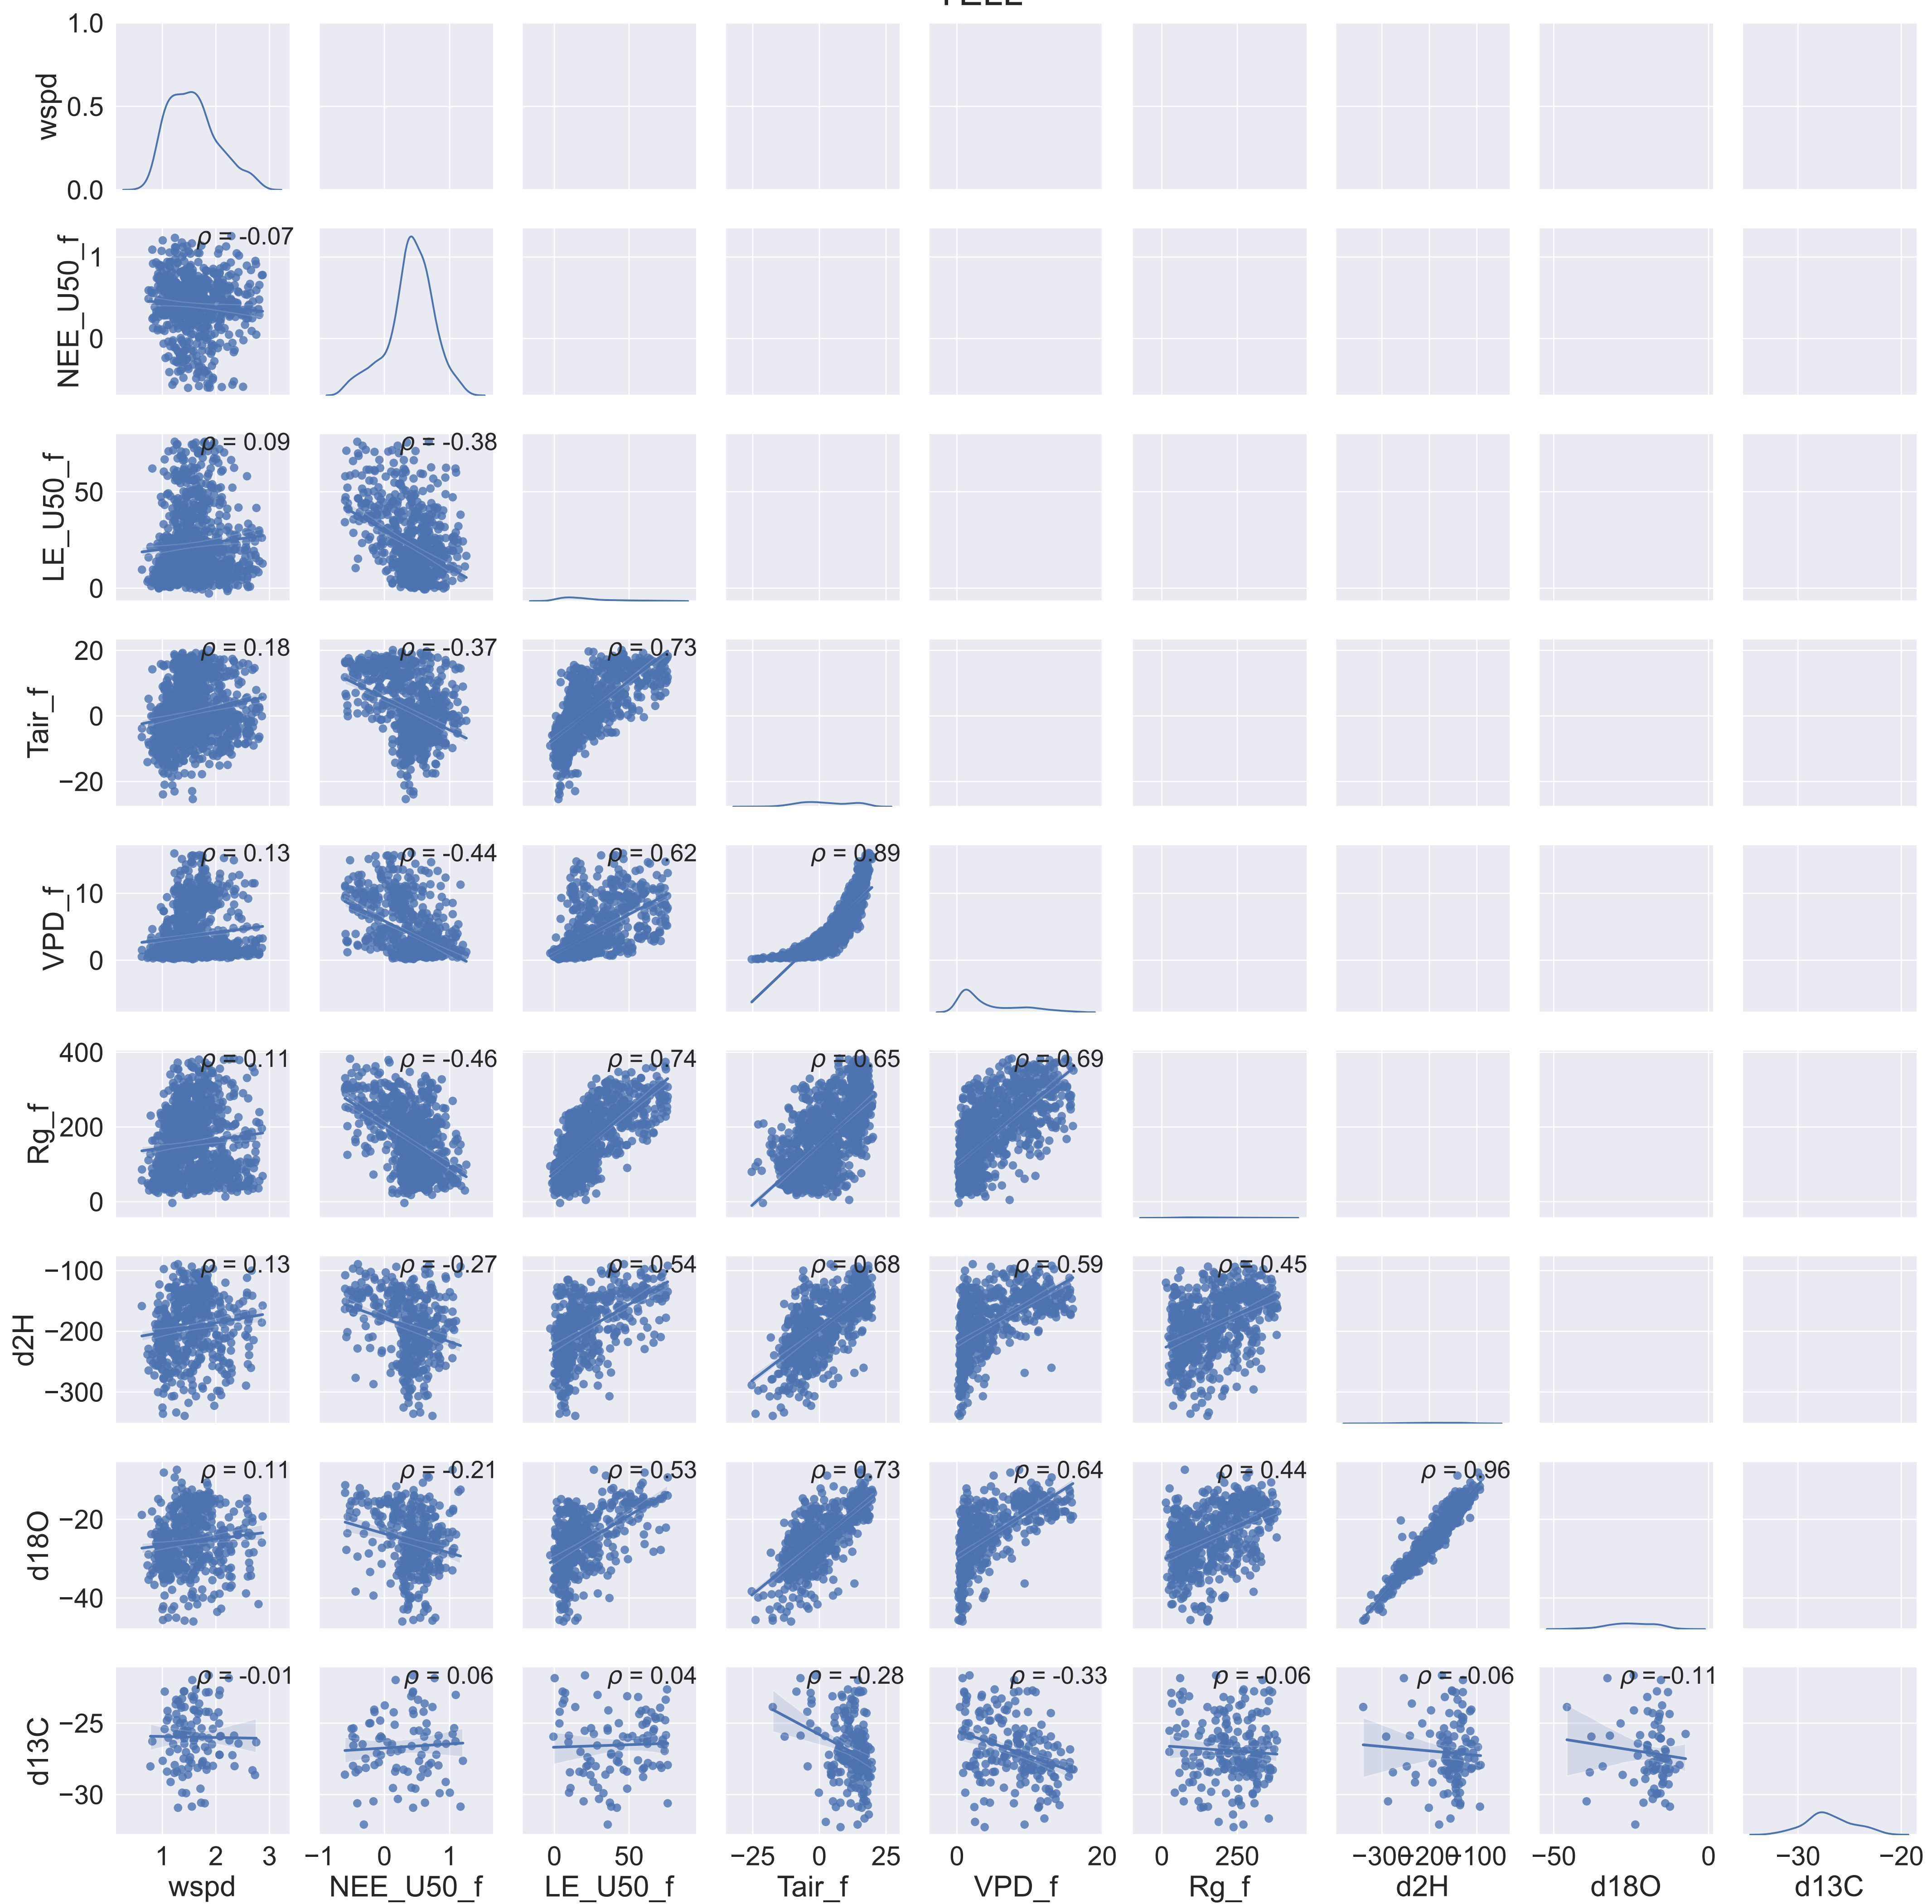 1.0
0.5
0.0
wspd
ρ = -0.07
1
0
NEE_U50_f
ρ = 0.09 ρ = -0.38
50
0
LE_U50_f
ρ = 0.18 ρ = -0.37 ρ = 0.73
20
0
−20
Tair_f
ρ = 0.13 ρ = -0.44 ρ = 0.62 ρ = 0.89
10
0
VPD_f
400
ρ = 0.11 ρ = -0.46 ρ = 0.74 ρ = 0.65 ρ = 0.69
200
0
Rg_f
−100
ρ = 0.13 ρ = -0.27 ρ = 0.54 ρ = 0.68 ρ = 0.59 ρ = 0.45
−200
−300
d2H
ρ = 0.11 ρ = -0.21 ρ = 0.53 ρ = 0.73 ρ = 0.64 ρ = 0.44 ρ = 0.96
−20
−40
d18O
ρ = -0.01 ρ = 0.06 ρ = 0.04 ρ = -0.28 ρ = -0.33 ρ = -0.06 ρ = -0.06 ρ = -0.11
−25
−30
d13C
1 2 3 −1 0 1 0 50 −25 0 25 0 20 0 250 −300 −200 −100 −50 0 −30 −20
wspd NEE_U50_f LE_U50_f Tair_f VPD_f Rg_f d2H d18O d13C